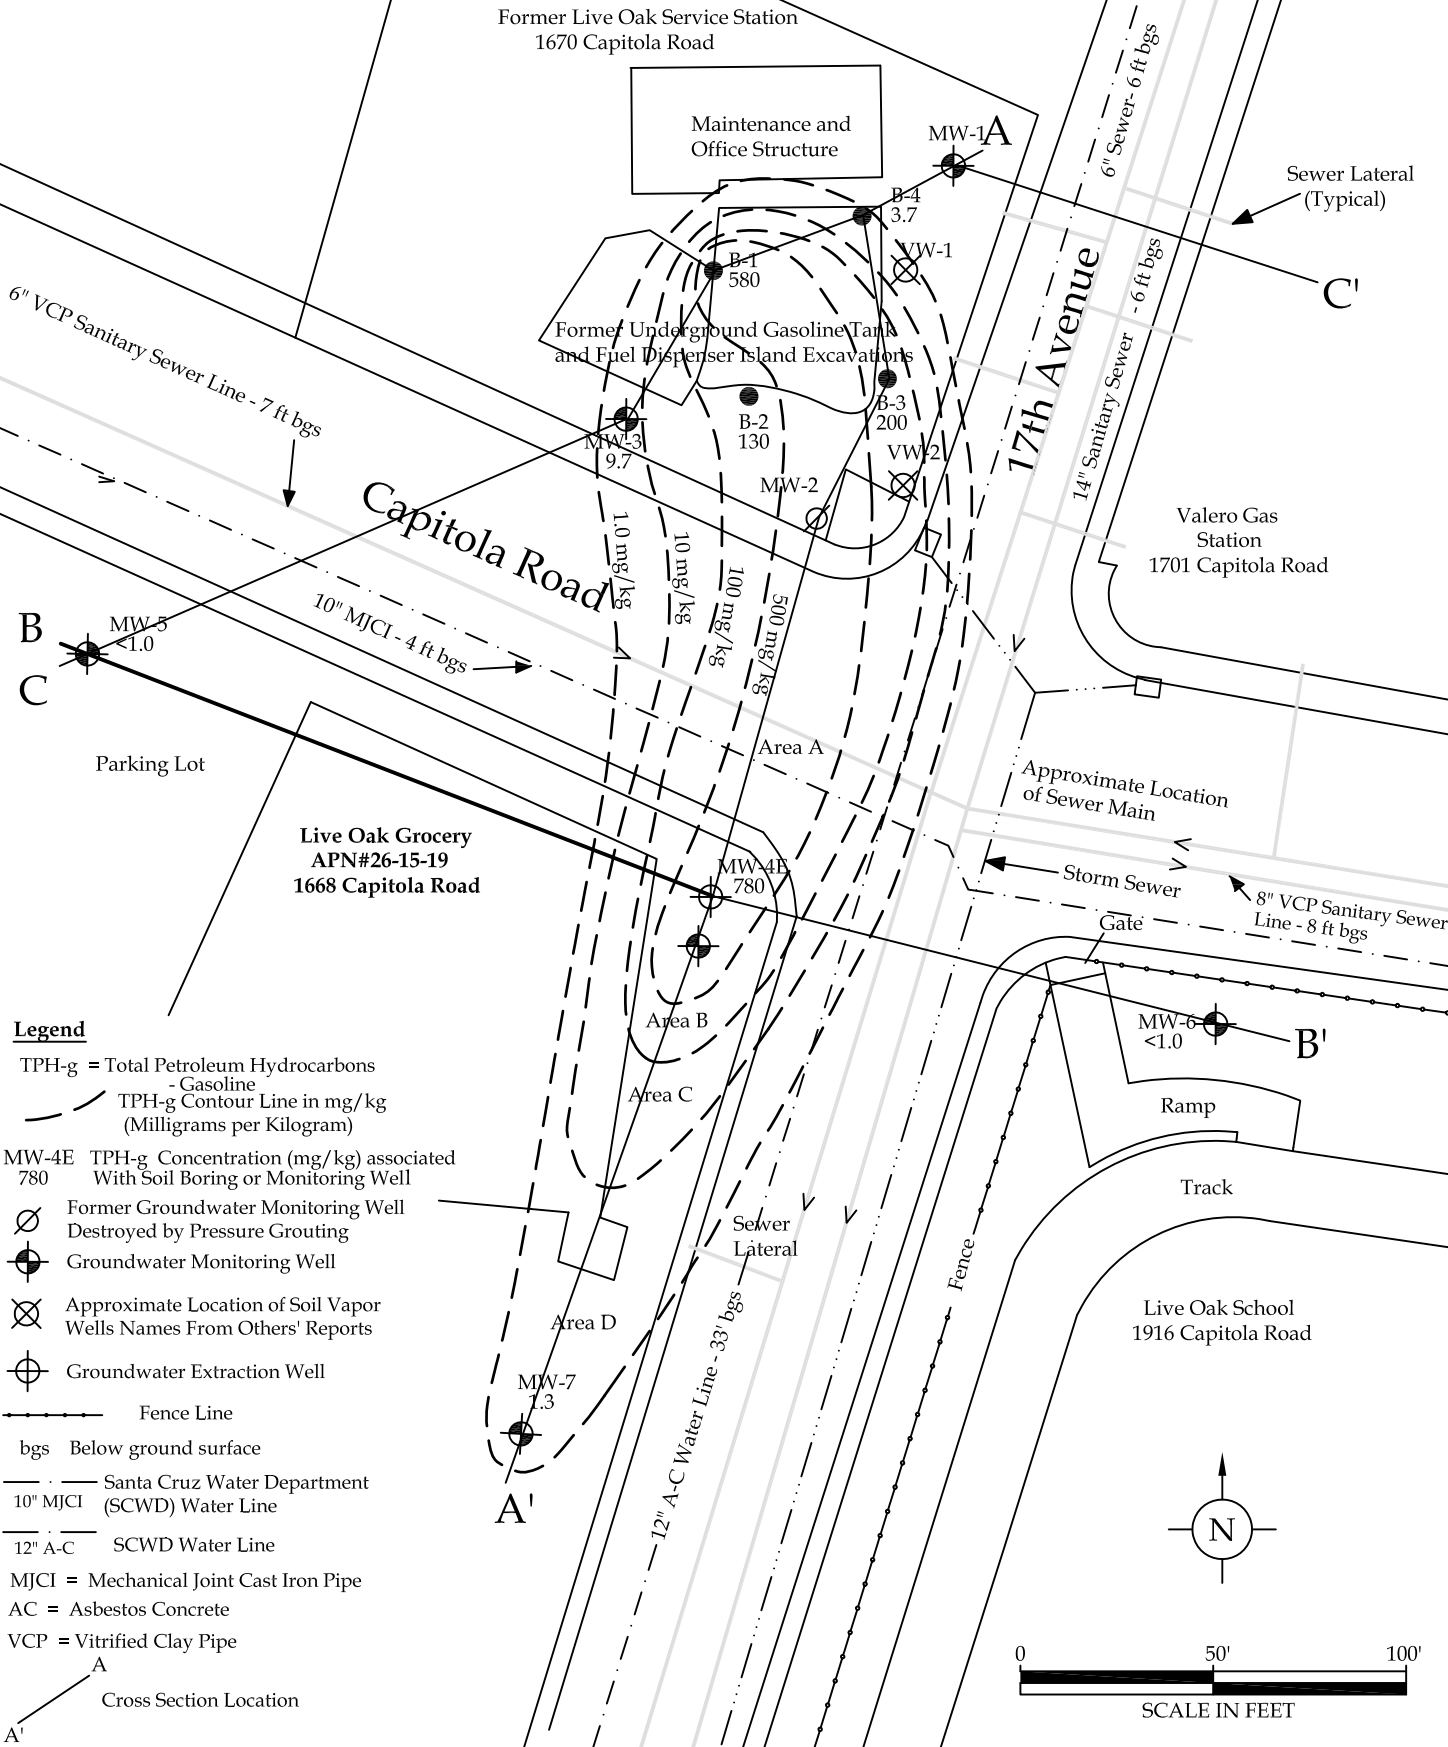 Former Live Oak Service Station
1670 Capitola Road
Maintenance and
Office Structure
MW-1
A
B-4
3.7
VW-1
B-1
580
Former Underground Gasoline Tank
and Fuel Dispenser Island Excavations
B-2
130
B-3
200
MW-3
9.7
VW-2
MW-2
6" Sewer- 6 ft bgs
Sewer Lateral
(Typical)
C'
17th Avenue
14" Sanitary Sewer - 6 ft bgs
6" VCP Sanitary Sewer Line - 7 ft bgs
Capitola Road
10" MJCI - 4 ft bgs
1.0 mg/kg
10 mg/kg
100 mg/kg
500 mg/kg
Valero Gas
Station
1701 Capitola Road
B
MW-5
<1.0
C
Parking Lot
Area A
Approximate Location
of Sewer Main
Live Oak Grocery
APN#26-15-19
1668 Capitola Road
MW-4E
780
Storm Sewer
8" VCP Sanitary Sewer
Line - 8 ft bgs
Gate
MW-6
<1.0
B'
Area B
Area C
Ramp
Track
Sewer
Lateral
Fence
Area D
Live Oak School
1916 Capitola Road
MW-7
1.3
A'
12" A-C Water Line - 33' bgs
Legend
TPH-g = Total Petroleum Hydrocarbons
- Gasoline
TPH-g Contour Line in mg/kg
(Milligrams per Kilogram)
MW-4E TPH-g Concentration (mg/kg) associated
780 With Soil Boring or Monitoring Well
Former Groundwater Monitoring Well
Destroyed by Pressure Grouting
Groundwater Monitoring Well
Approximate Location of Soil Vapor
Wells Names From Others' Reports
Groundwater Extraction Well
Fence Line
bgs Below ground surface
Santa Cruz Water Department
10" MJCI (SCWD) Water Line
12" A-C SCWD Water Line
MJCI = Mechanical Joint Cast Iron Pipe
AC = Asbestos Concrete
VCP = Vitrified Clay Pipe
A
Cross Section Location
A'
N
0 50' 100'
SCALE IN FEET